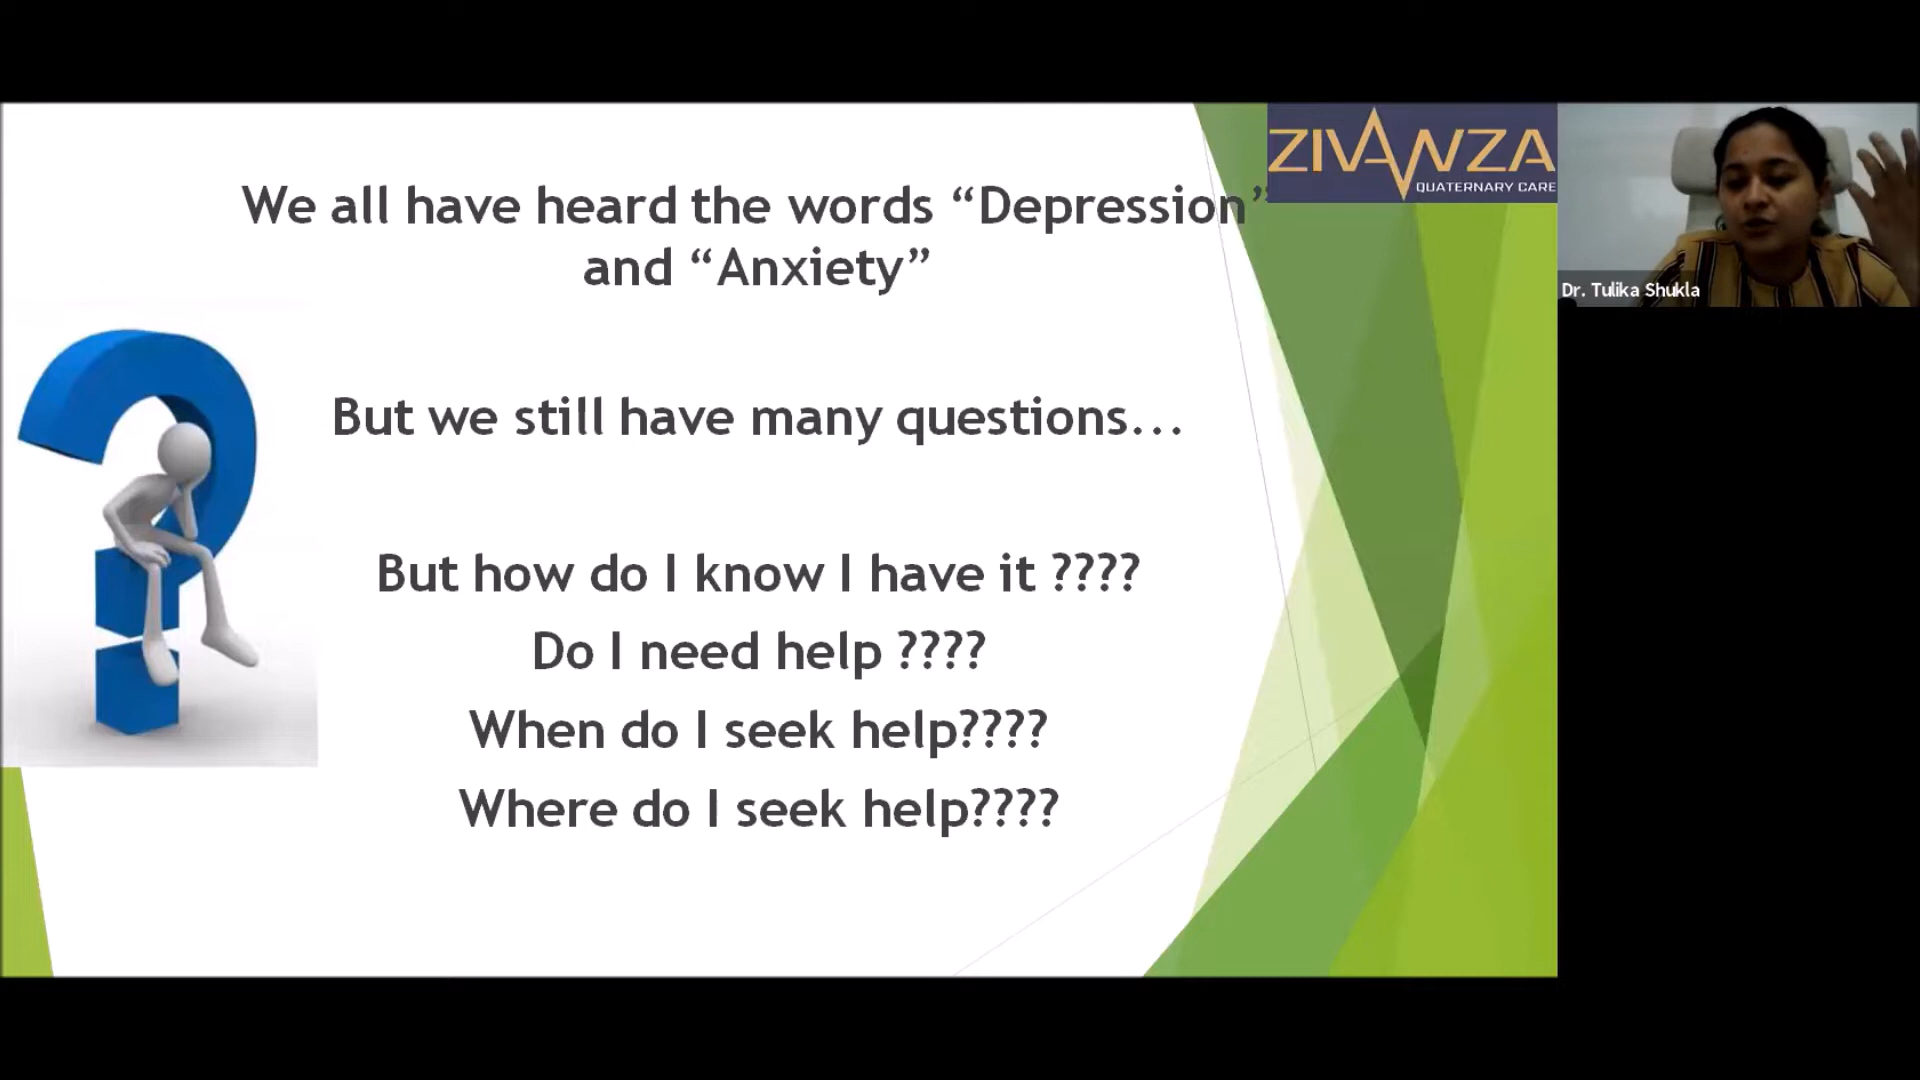 We all have heard the words “Depression”
and “Anxiety”
But we still have many questions...
But how do I know I have it ????
Do I need help ????
When do I seek help????
Where do I seek help????
ZIVANZA
QUATERNARY CARE
Dr. Tulika Shukla